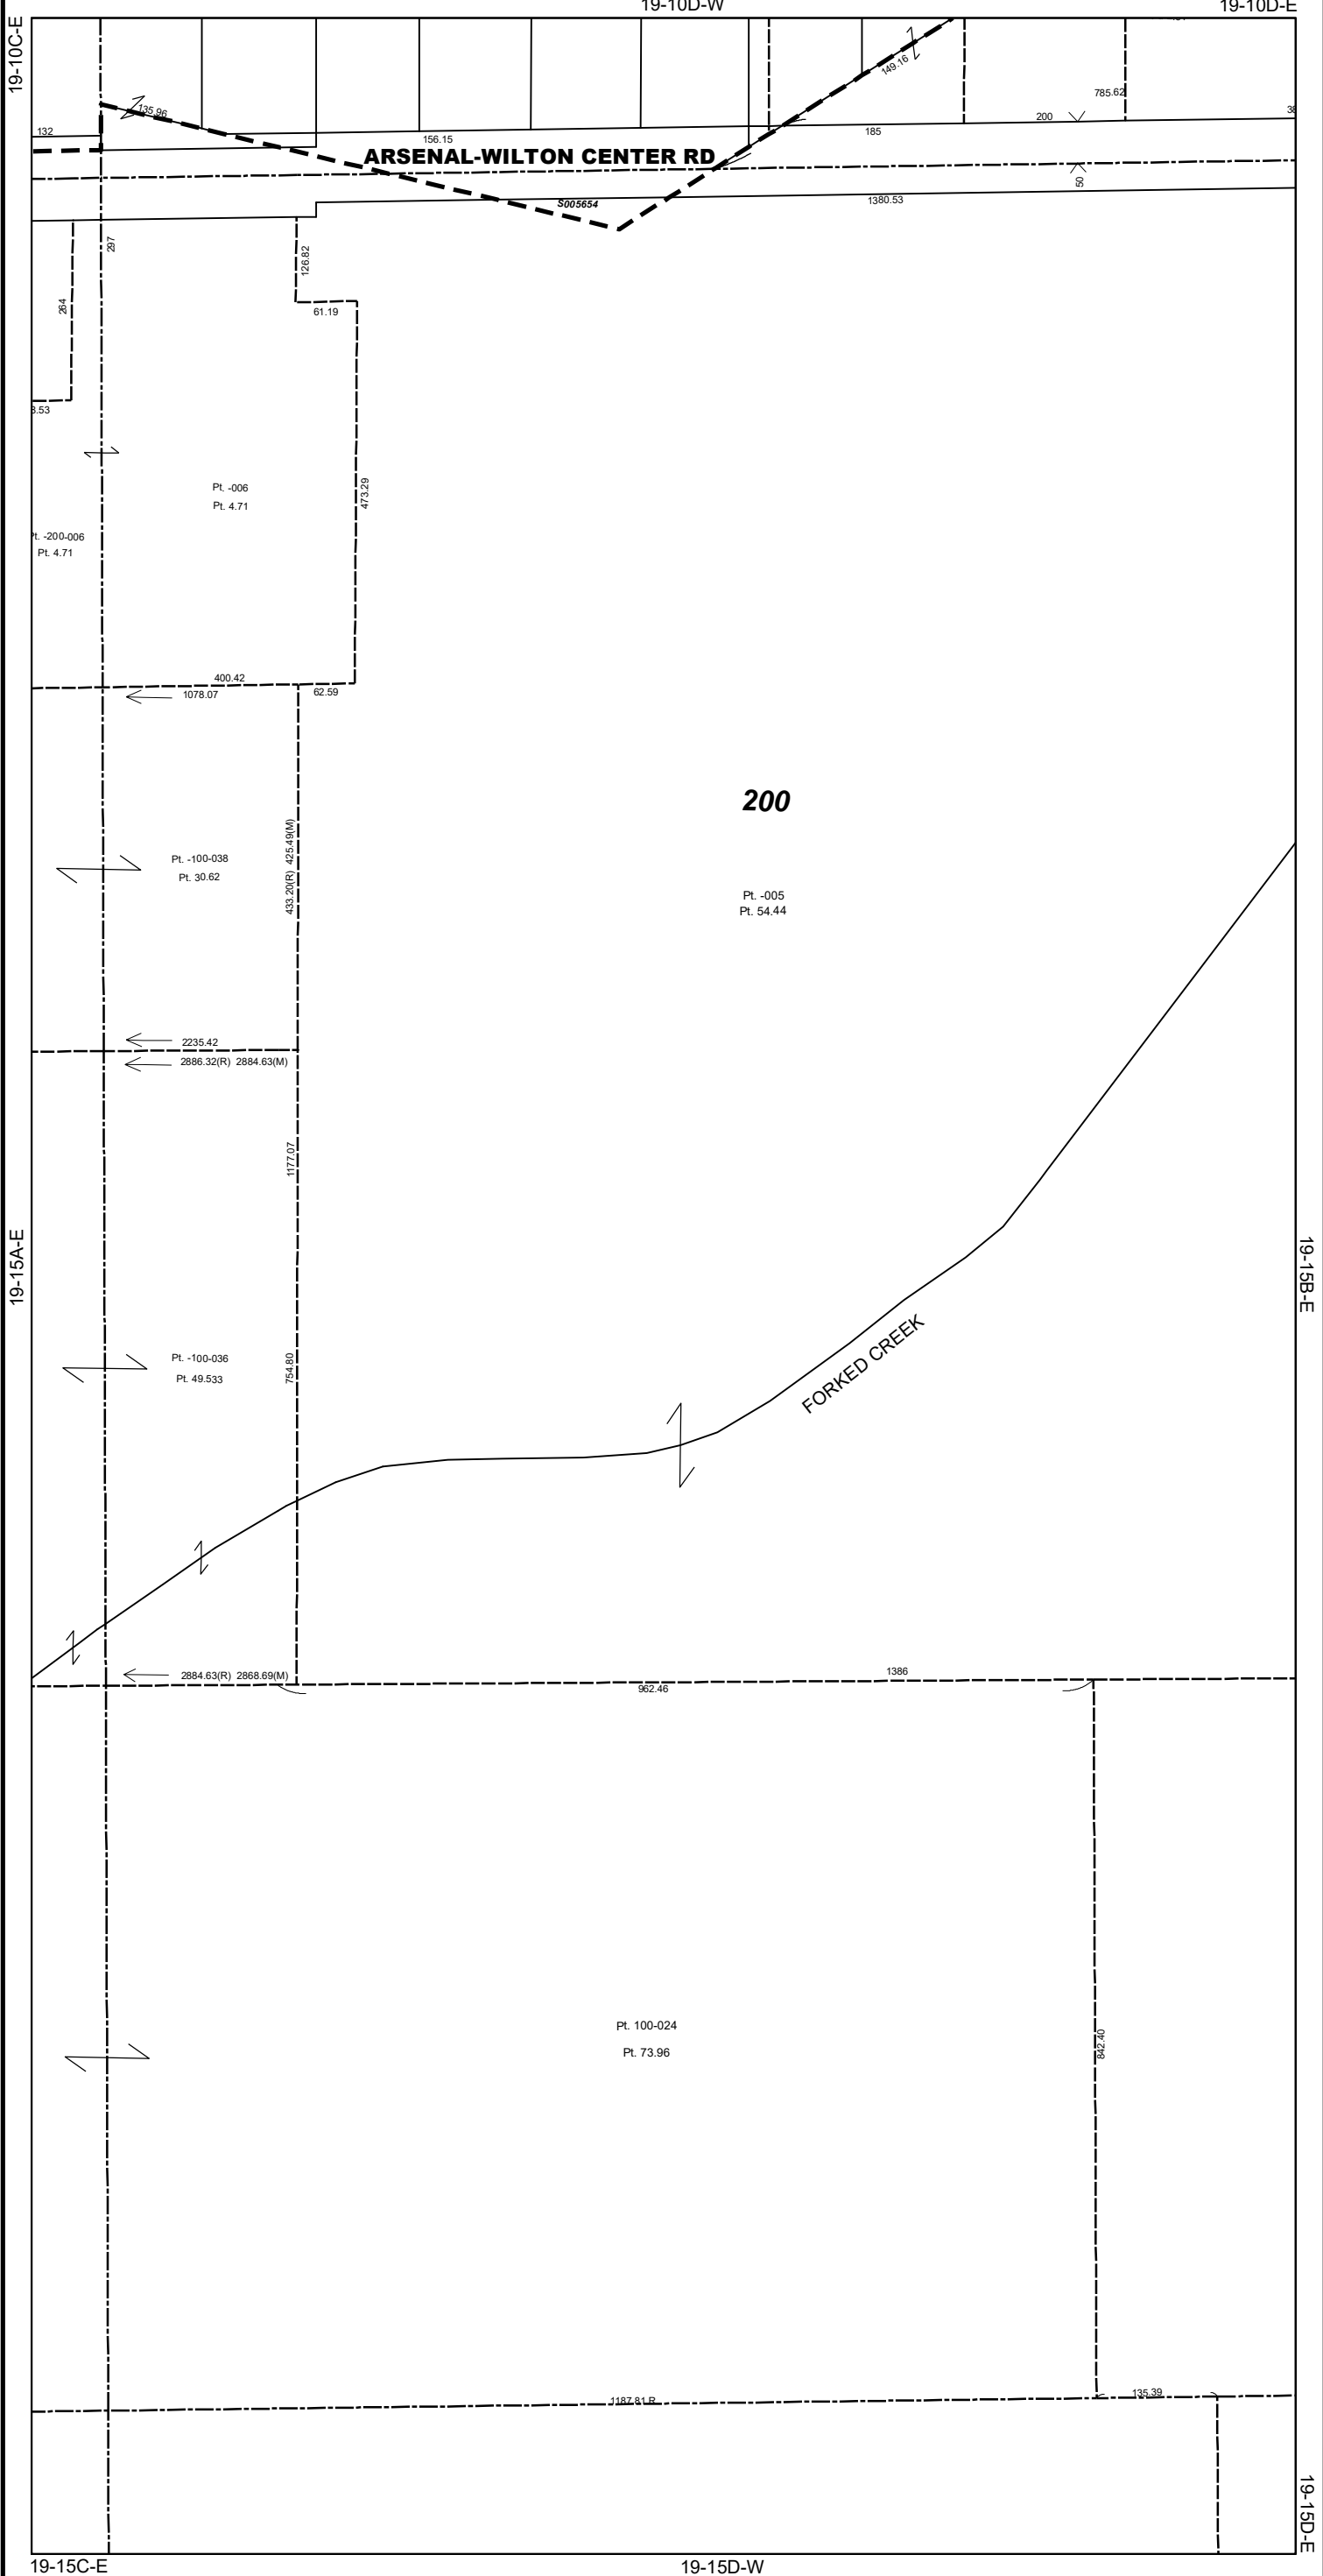 19-10D-W
19-10D-E
19-10C-E
149.16
785.62
135.96
200
132
156.15
185
ARSENAL-WILTON CENTER RD
50
S005654
1380.53
297
126.82
264
61.19
3.53
473.29
Pt. -006
Pt. 4.71
Pt. -200-006
Pt. 4.71
400.42
1078.07
62.59
200
433.20(R) 425.49(M)
Pt. -100-038
Pt. 30.62
Pt. -005
Pt. 54.44
2235.42
2886.32(R) 2884.63(M)
1177.07
19-15A-E
19-15B-E
FORKED CREEK
754.80
Pt. -100-036
Pt. 49.533
2884.63(R) 2868.69(M)
1386
962.46
Pt. 100-024
Pt. 73.96
842.40
1187.81 R
135.39
19-15D-E
19-15C-E
19-15D-W